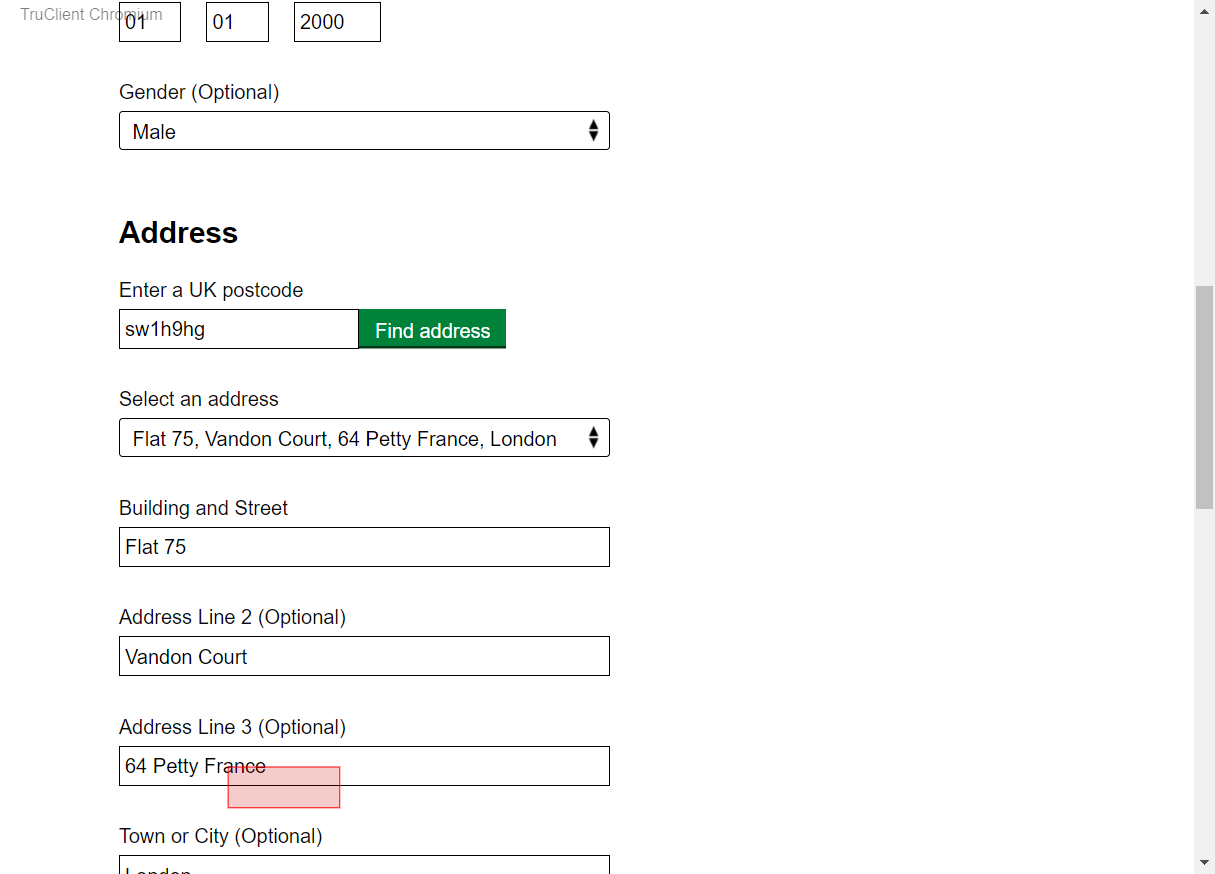 TruClient Chromium
01 01 2000
Gender (Optional)
Male
Address
Enter a UK postcode
sw1h9hg Find address
Select an address
Flat 75, Vandon Court, 64 Petty France, London
Building and Street
Flat 75
Address Line 2 (Optional)
Vandon Court
Address Line 3 (Optional)
64 Petty France
Town or City (Optional)
London